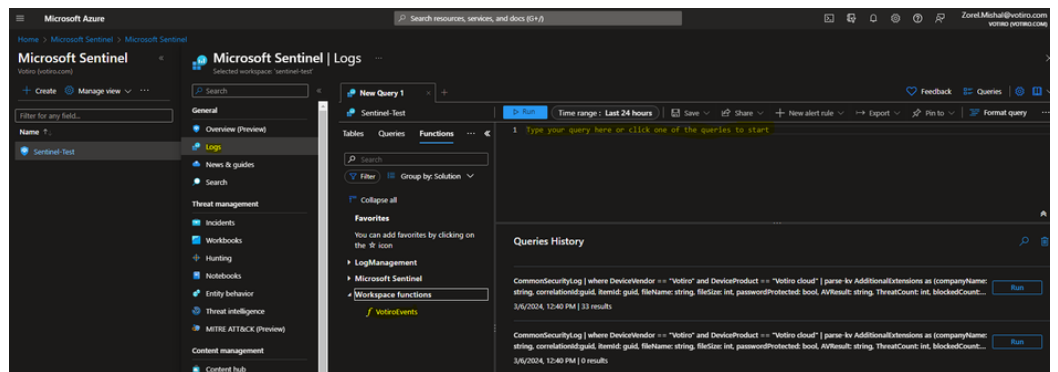 Microsoft Azure
Search resources, services, and docs (G+/)
Zorel.Mishal@votiro.com
VOTIRO (VOTIRO.COM)
Home > Microsoft Sentinel > Microsoft Sentinel
Microsoft Sentinel
Votiro (votiro.com)
+ Create
Manage view
Filter for any field...
Name ↑
Sentinel-Test
Microsoft Sentinel | Logs
Selected workspace: 'sentinel-test'
Search
General
Overview (Preview)
Logs
News & guides
Search
Threat management
Incidents
Workbooks
Hunting
Notebooks
Entity behavior
Threat intelligence
MITRE ATT&CK (Preview)
Content management
Content hub
New Query 1
Feedback
Queries
Sentinel-Test
Run
Time range : Last 24 hours
Save
Share
New alert rule
Export
Pin to
Format query
Tables Queries Functions
Search
Filter
Group by: Solution
Collapse all
Favorites
You can add favorites by clicking on
the ☆ icon
LogManagement
Microsoft Sentinel
Workspace functions
VotiroEvents
1 Type your query here or click one of the queries to start
Queries History
CommonSecurityLog | where DeviceVendor == "Votiro" and DeviceProduct == "Votiro cloud" | parse-kv AdditionalExtensions as (companyName:
string, correlationId:guid, itemId: guid, fileName: string, fileSize: int, passwordProtected: bool, AVResult: string, ThreatCount: int, blockedCount:...
Run
3/6/2024, 12:40 PM | 33 results
CommonSecurityLog | where DeviceVendor == "Votiro" and DeviceProduct == "Votiro cloud" | parse-kv AdditionalExtensions as (companyName:
string, correlationId:guid, itemId: guid, fileName: string, fileSize: int, passwordProtected: bool, AVResult: string, ThreatCount: int, blockedCount:...
Run
3/6/2024, 12:40 PM | 0 results